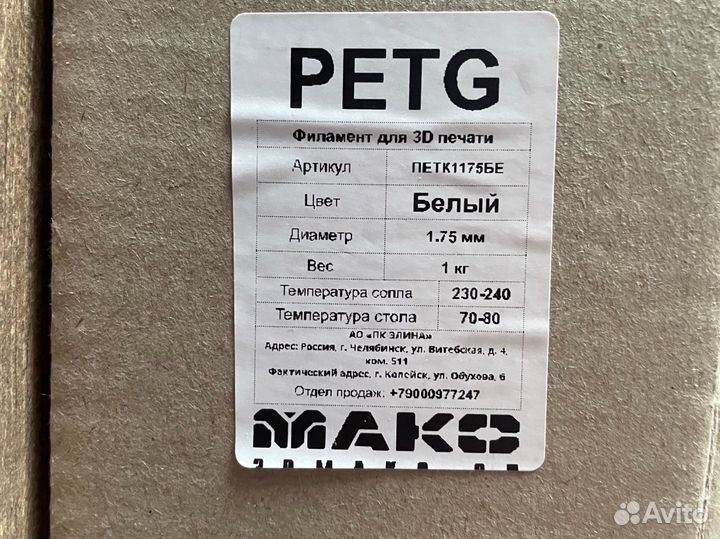 PETG
Филамент для 3D печати
Артикул ПЕТК1175БЕ
Цвет Белый
Диаметр 1.75 мм
Вес 1 кг
Температура сопла 230-240
Температура стола 70-80
АО «ПК ЭЛИНА»
Адрес: Россия, г. Челябинск, ул. Витебская, д. 4,
ком. 511
Фактический адрес, г. Копейск, ул. Обухова, 6
Отдел продаж: +79000977247
МАКО
Avito